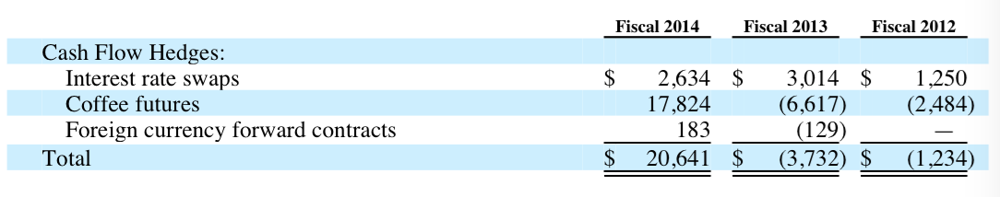 Fiscal 2014 Fiscal 2013 Fiscal 2012
Cash Flow Hedges:
Interest rate swaps $ 2,634 $ 3,014 $ 1,250
Coffee futures 17,824 (6,617) (2,484)
Foreign currency forward contracts 183 (129) —
Total $ 20,641 $ (3,732) $ (1,234)